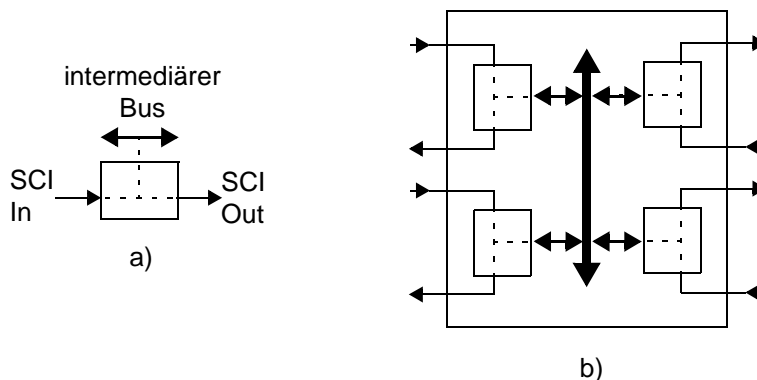 intermediärer
Bus
SCI
In
SCI
Out
a)
b)